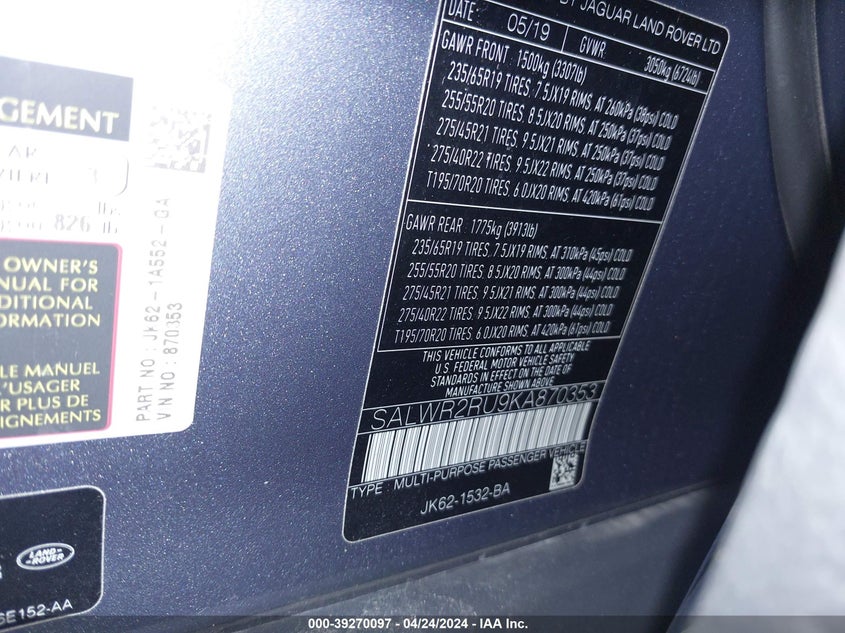 BY JAGUAR LAND ROVER LTD
DATE: 05/19 GVWR 3050kg (6724lb)
GAWR FRONT 1500kg (3307lb)
235/65R19 TIRES, 7.5JX19 RIMS, AT 260kPa (38psi) COLD
255/55R20 TIRES, 8.5JX20 RIMS, AT 250kPa (37psi) COLD
275/45R21 TIRES, 9.5JX21 RIMS, AT 250kPa (37psi) COLD
275/40R22 TIRES, 9.5JX22 RIMS, AT 250kPa (37psi) COLD
T195/70R20 TIRES, 6.0JX20 RIMS, AT 420kPa (61psi) COLD
GAWR REAR 1775kg (3913lb)
235/65R19 TIRES, 7.5JX19 RIMS, AT 310kPa (45psi) COLD
255/55R20 TIRES, 8.5JX20 RIMS, AT 300kPa (44psi) COLD
275/45R21 TIRES, 9.5JX21 RIMS, AT 300kPa (44psi) COLD
275/40R22 TIRES, 9.5JX22 RIMS, AT 300kPa (44psi) COLD
T195/70R20 TIRES, 6.0JX20 RIMS, AT 420kPa (61psi) COLD
THIS VEHICLE CONFORMS TO ALL APPLICABLE
U.S. FEDERAL MOTOR VEHICLE SAFETY
STANDARDS IN EFFECT ON THE DATE OF
MANUFACTURE SHOWN ABOVE.
SALWR2RU9KA870353
TYPE : MULTI-PURPOSE PASSENGER VEHICLE
JK62-1532-BA
GEMENT
AR
3
826 lb
OWNER'S
NUAL FOR
DDITIONAL
FORMATION
LE MANUEL
L'USAGER
R PLUS DE
IGNEMENTS
PART NO: JK62-1A552-GA
V N NO: 870353
LAND ROVER
6E152-AA
000-39270097 - 04/24/2024 - IAA Inc.